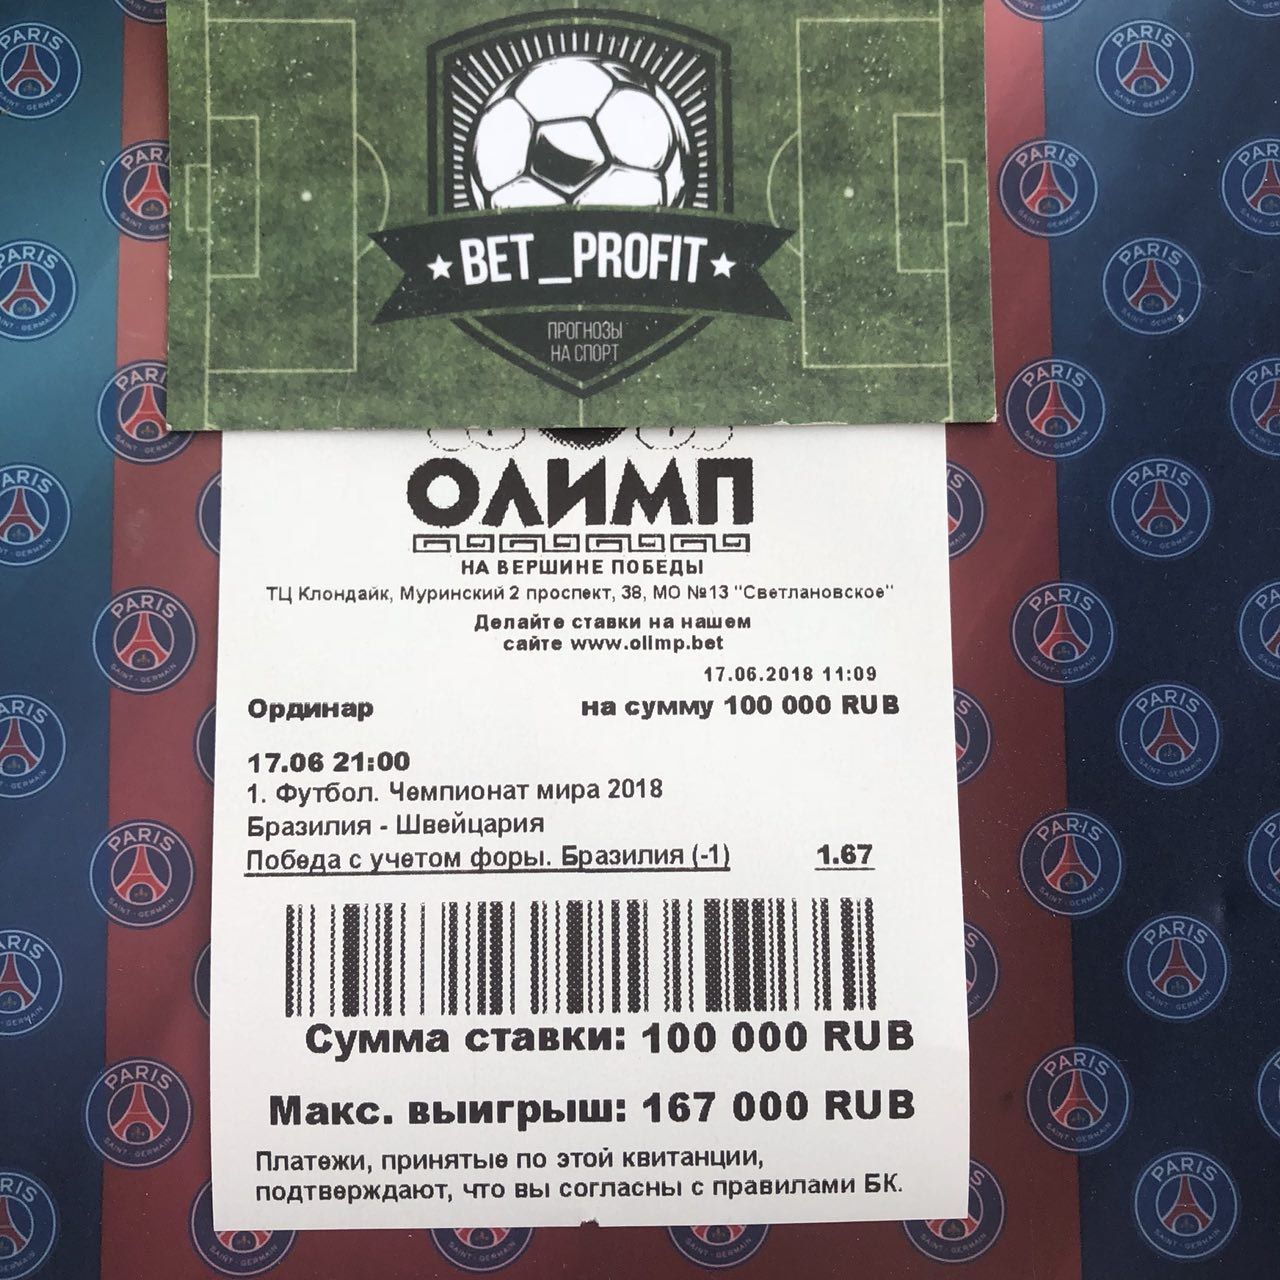 BET_PROFIT
ПРОГНОЗЫ
НА СПОРТ
ОЛИМП
НА ВЕРШИНЕ ПОБЕДЫ
ТЦ Клондайк, Муринский 2 проспект, 38, МО №13 "Светлановское"
Делайте ставки на нашем
сайте www.olimp.bet
17.06.2018 11:09
Ординар на сумму 100 000 RUB
17.06 21:00
1. Футбол. Чемпионат мира 2018
Бразилия - Швейцария
Победа с учетом форы. Бразилия (-1) 1.67
Сумма ставки: 100 000 RUB
Макс. выигрыш: 167 000 RUB
Платежи, принятые по этой квитанции,
подтверждают, что вы согласны с правилами БК.
PARIS
SAINT-GERMAIN